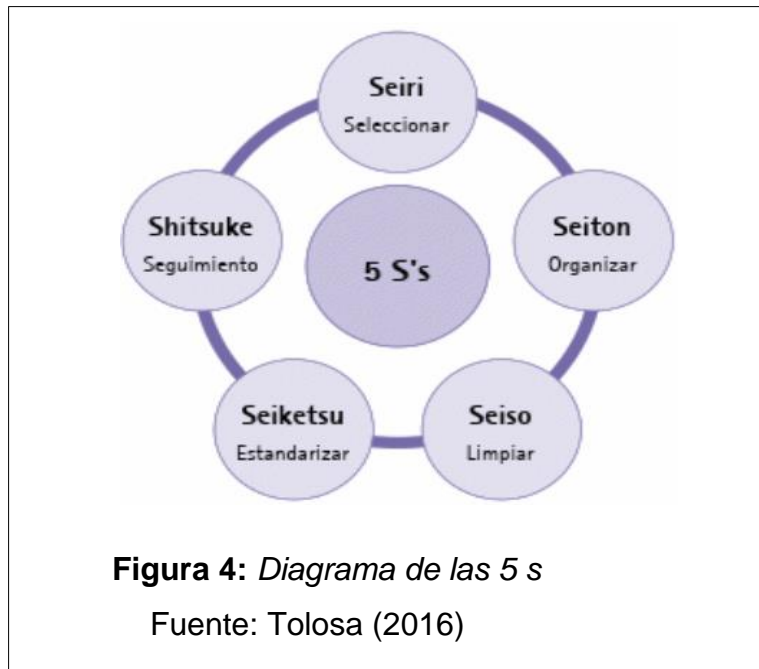 Seiri
Seleccionar
Seiton
Organizar
Seiso
Limpiar
Seiketsu
Estandarizar
Shitsuke
Seguimiento
5 S's
Figura 4: Diagrama de las 5 s
Fuente: Tolosa (2016)